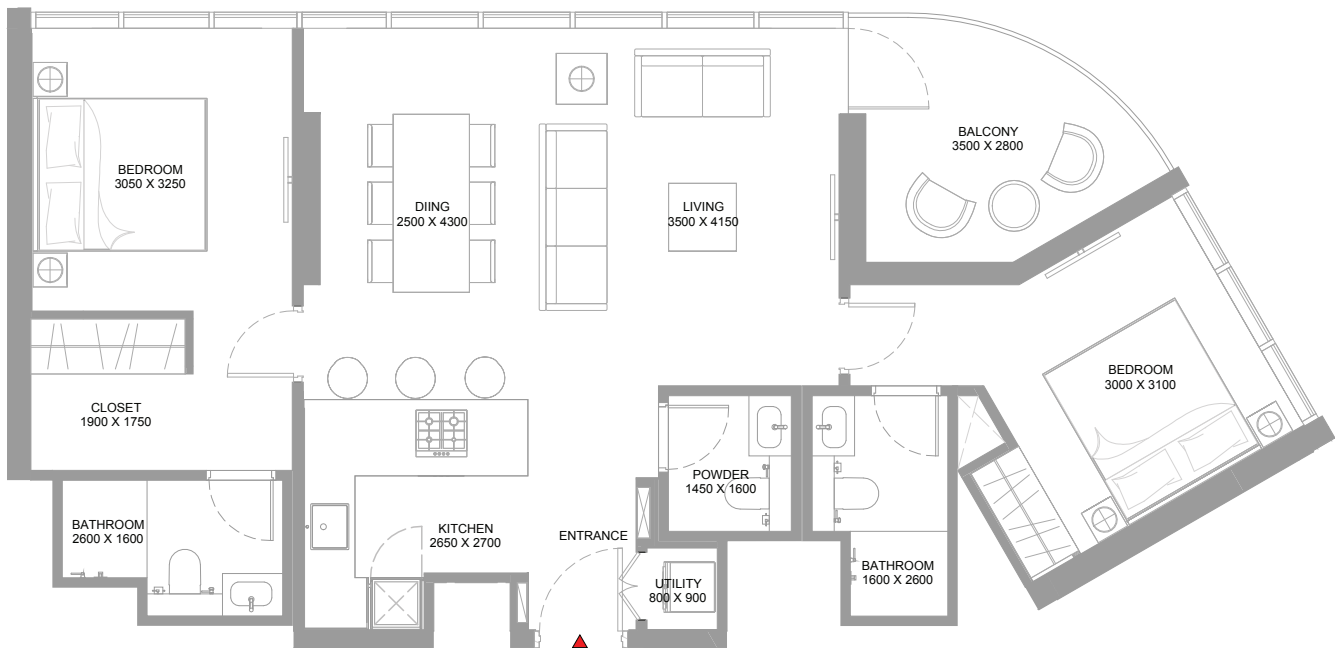 BEDROOM
3050 X 3250
DIING
2500 X 4300
LIVING
3500 X 4150
BALCONY
3500 X 2800
BEDROOM
3000 X 3100
CLOSET
1900 X 1750
BATHROOM
2600 X 1600
KITCHEN
2650 X 2700
ENTRANCE
POWDER
1450 X 1600
UTILITY
800 X 900
BATHROOM
1600 X 2600